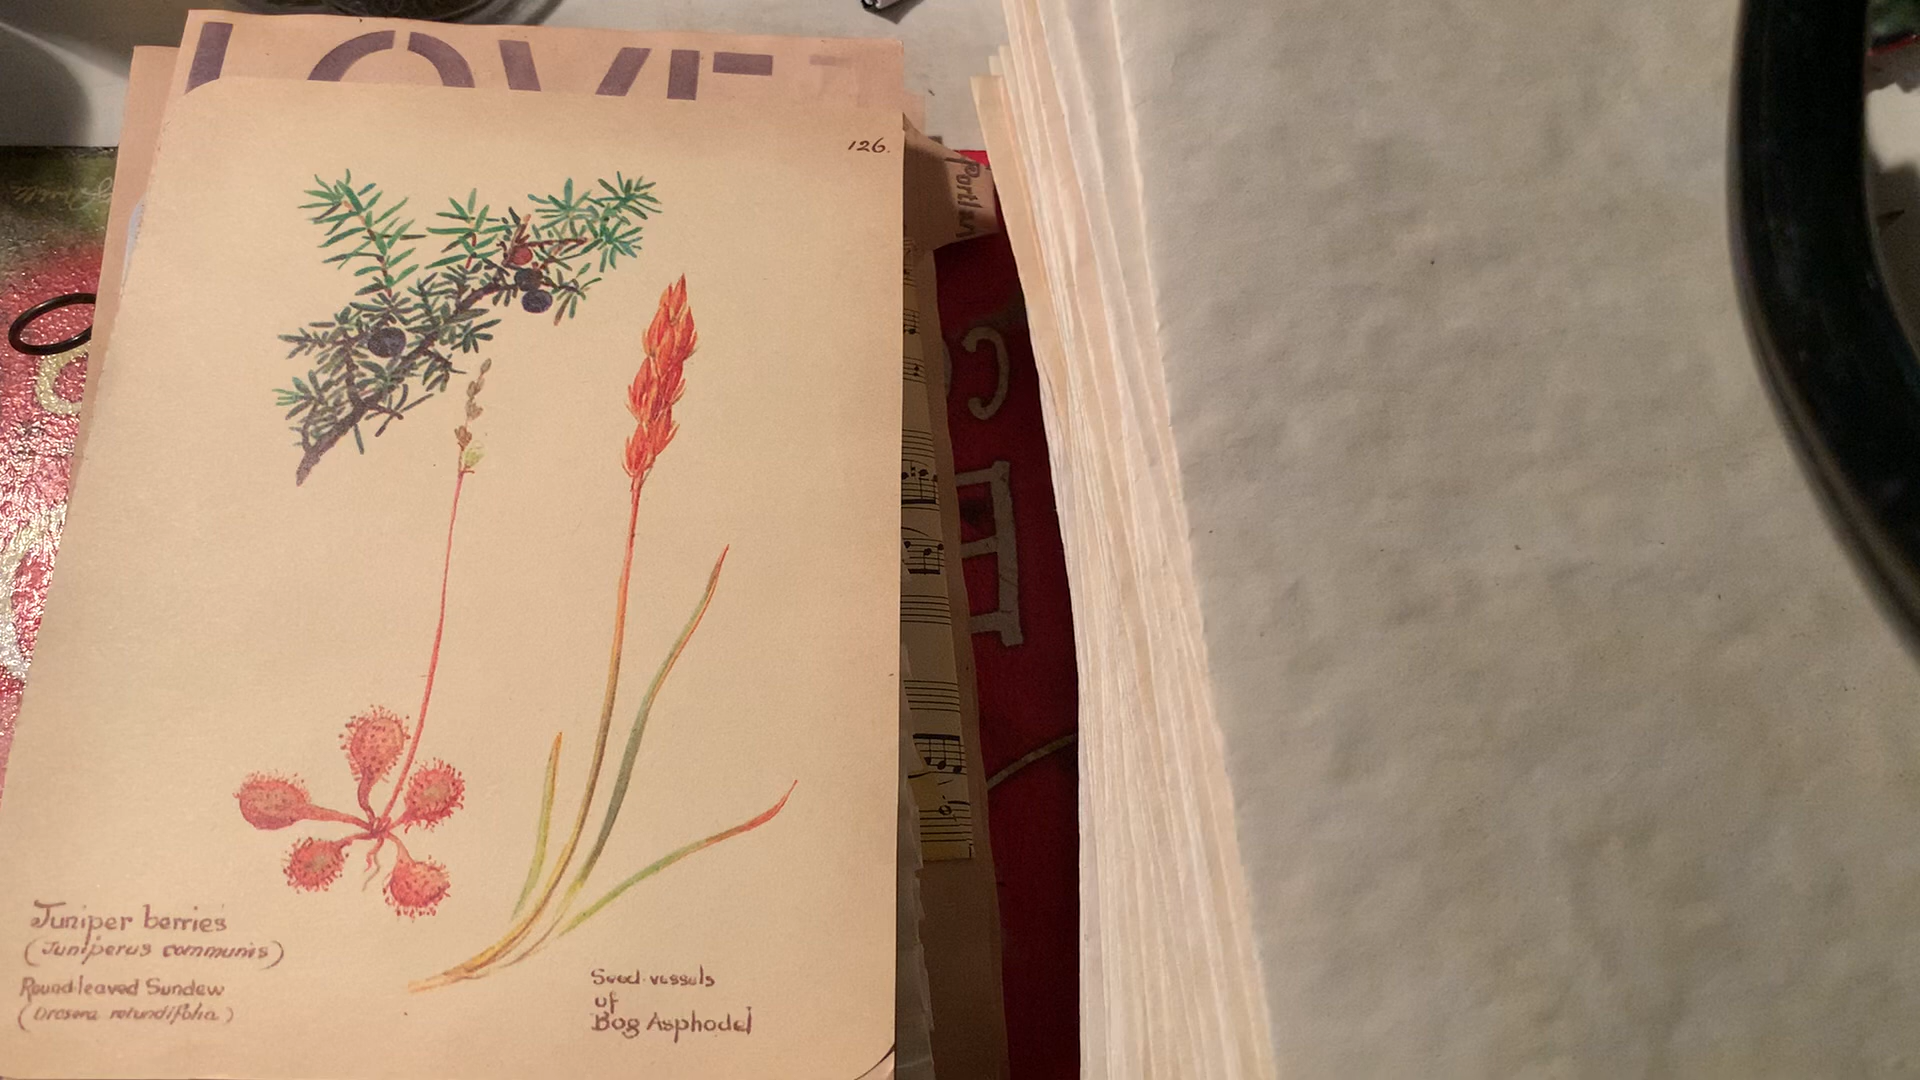 LOVE
126.
Portlan
Juniper berries
(Juniperus communis)
Round-leaved Sundew
(Drosera rotundifolia)
Seed-vessels
of
Bog Asphodel